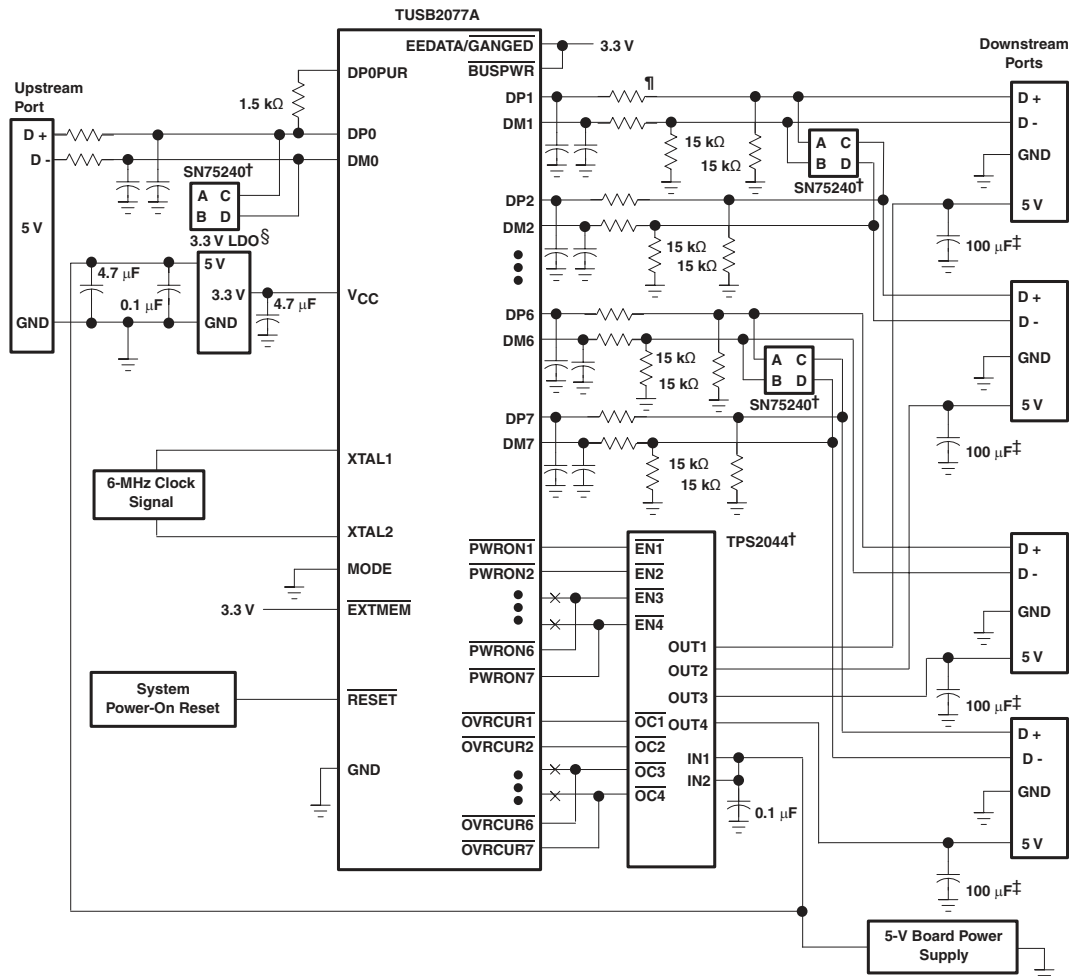 TUSB2077A
EEDATA/GANGED
3.3 V
BUSPWR
DP0PUR
1.5 kΩ
Upstream
Port
D +
D -
5 V
GND
DP0
DM0
SN75240†
A C
B D
3.3 V LDO§
5 V
3.3 V
GND
4.7 μF
0.1 μF
4.7 μF
VCC
6-MHz Clock
Signal
XTAL1
XTAL2
MODE
3.3 V
EXTMEM
System
Power-On Reset
RESET
GND
DP1
¶
DM1
15 kΩ
15 kΩ
A C
B D
SN75240†
DP2
DM2
15 kΩ
15 kΩ
DP6
DM6
15 kΩ
15 kΩ
A C
B D
SN75240†
DP7
DM7
15 kΩ
15 kΩ
PWRON1
PWRON2
PWRON6
PWRON7
OVRCUR1
OVRCUR2
OVRCUR6
OVRCUR7
TPS2044†
EN1
EN2
EN3
EN4
OUT1
OUT2
OUT3
OUT4
OC1
OC2
OC3
OC4
IN1
IN2
0.1 μF
Downstream
Ports
D +
D -
GND
5 V
100 μF‡
D +
D -
GND
5 V
100 μF‡
D +
D -
GND
5 V
100 μF‡
D +
D -
GND
5 V
100 μF‡
5-V Board Power
Supply